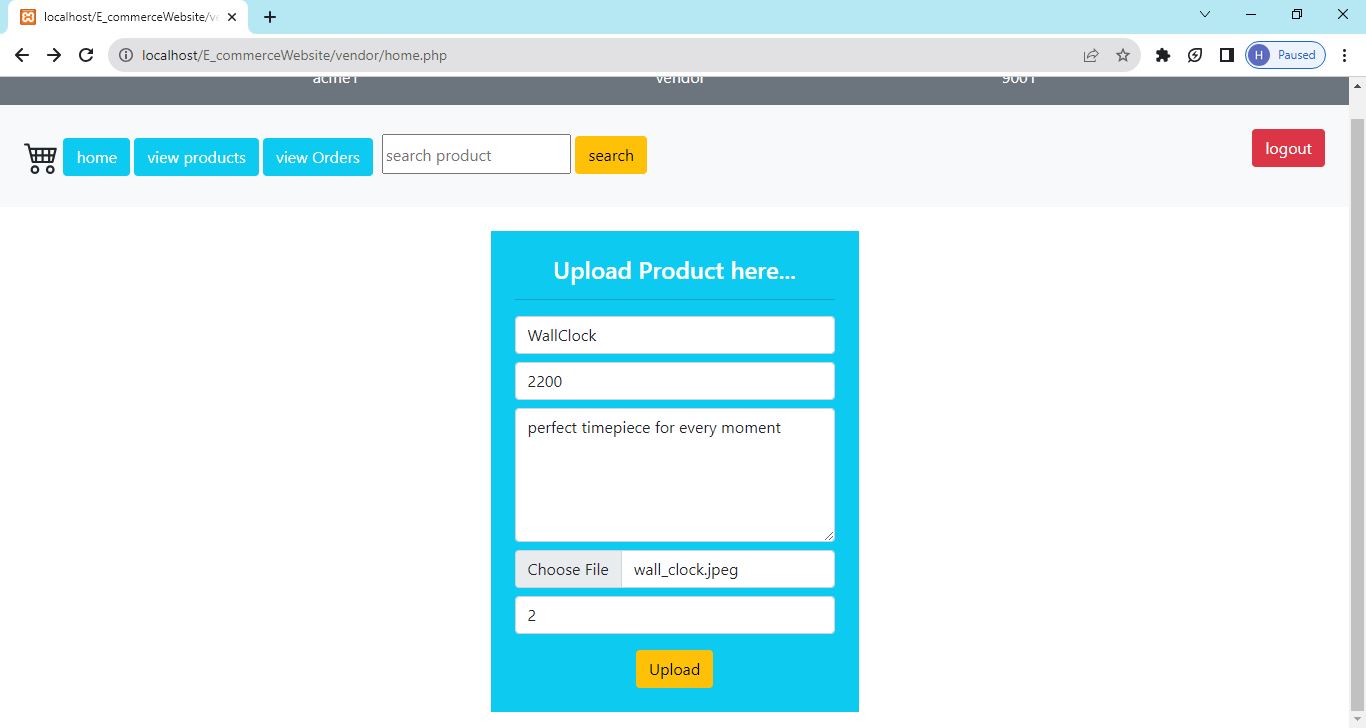 localhost/E_commerceWebsite/ve
localhost/E_commerceWebsite/vendor/home.php
H Paused
acme1 vendor 9001
home view products view Orders search product search logout
Upload Product here...
WallClock
2200
perfect timepiece for every moment
Choose File wall_clock.jpeg
2
Upload